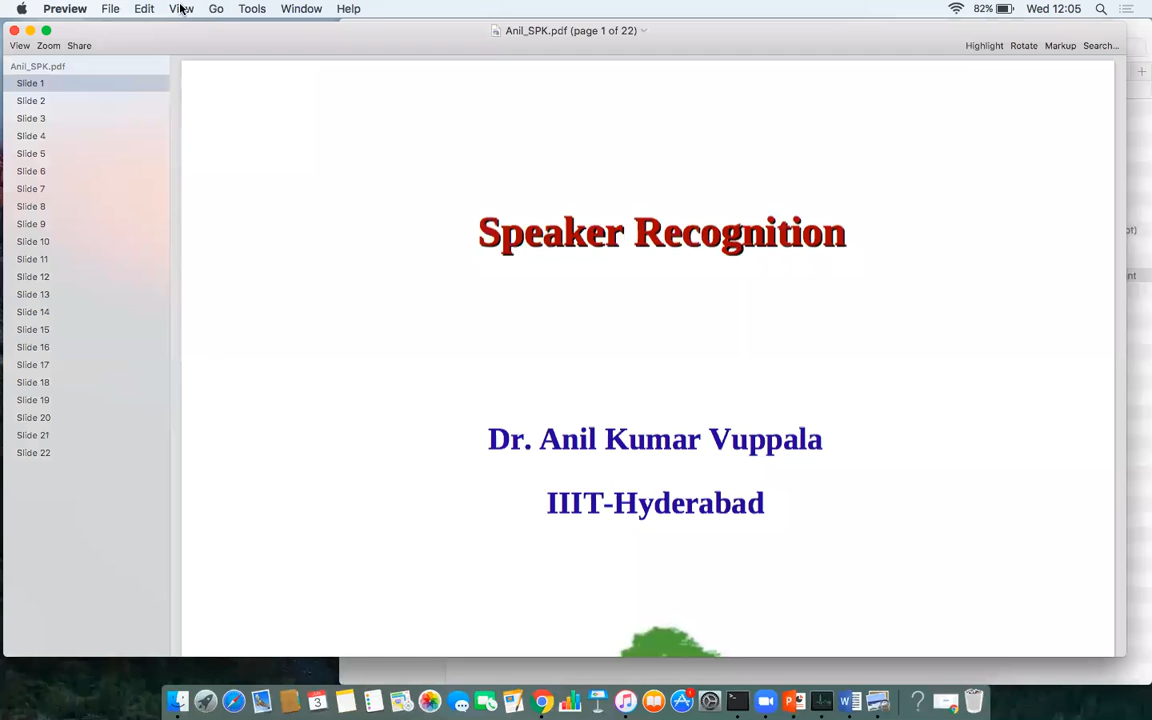 Preview File Edit View Go Tools Window Help 82% Wed 12:05
Anil_SPK.pdf (page 1 of 22)
View Zoom Share Highlight Rotate Markup Search...
Anil_SPK.pdf
Slide 1
Slide 2
Slide 3
Slide 4
Slide 5
Slide 6
Slide 7
Slide 8
Slide 9
Slide 10
Slide 11
Slide 12
Slide 13
Slide 14
Slide 15
Slide 16
Slide 17
Slide 18
Slide 19
Slide 20
Slide 21
Slide 22
Speaker Recognition
Dr. Anil Kumar Vuppala
IIIT-Hyderabad
3